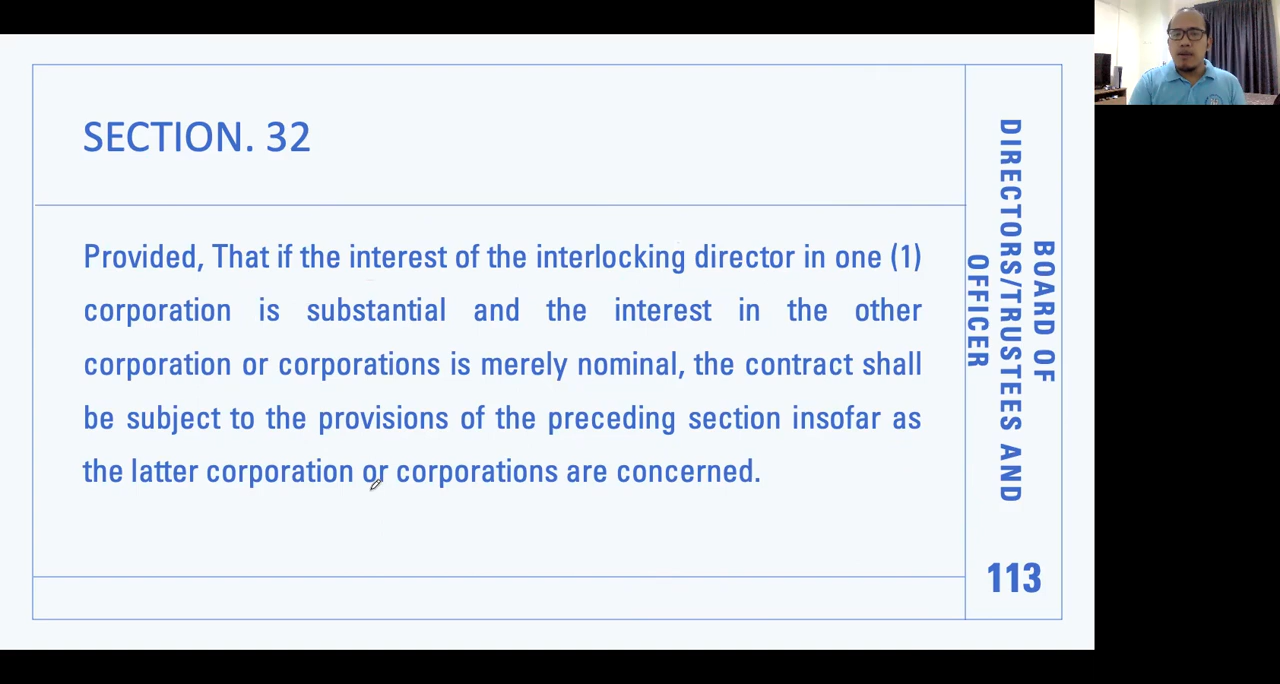 SECTION. 32
Provided, That if the interest of the interlocking director in one (1)
corporation is substantial and the interest in the other
corporation or corporations is merely nominal, the contract shall
be subject to the provisions of the preceding section insofar as
the latter corporation or corporations are concerned.
BOARD OF
DIRECTORS/TRUSTEES AND
OFFICER
113